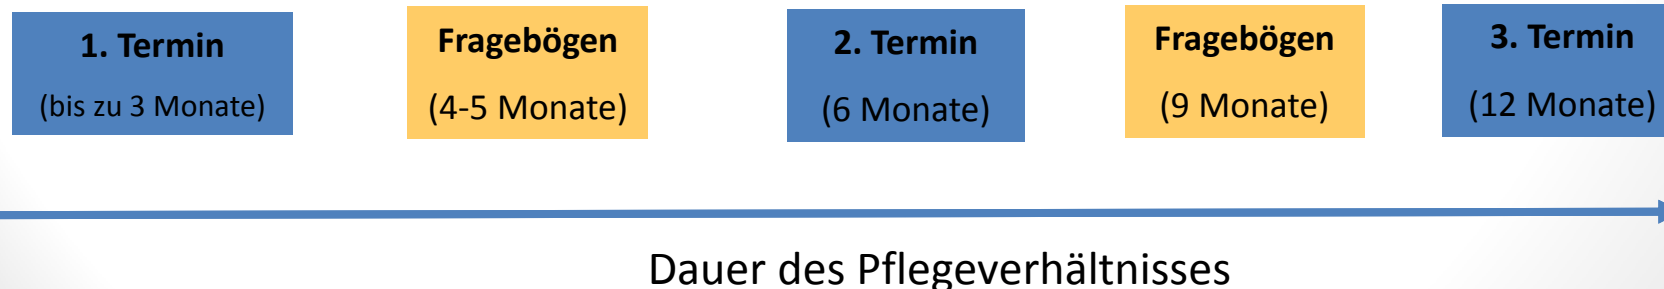 1. Termin
(bis zu 3 Monate)
Fragebögen
(4-5 Monate)
2. Termin
(6 Monate)
Fragebögen
(9 Monate)
3. Termin
(12 Monate)
Dauer des Pflegeverhältnisses